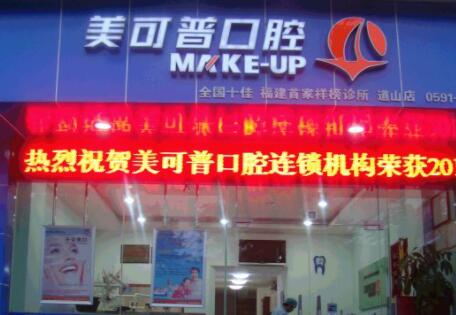 美可普口腔
MAKE-UP
全国十佳 福建首家样榜诊所 道山店 0591-
热烈祝贺美可普口腔连锁机构荣获201